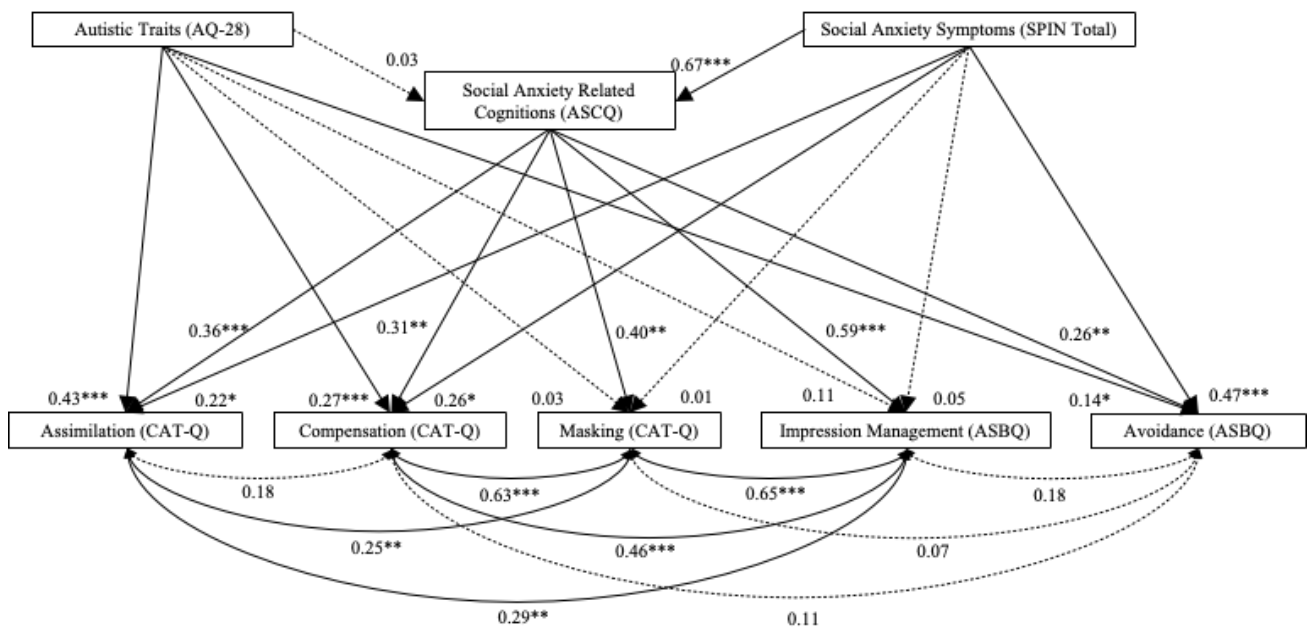 Autistic Traits (AQ-28)
Social Anxiety Symptoms (SPIN Total)
0.03
0.67***
Social Anxiety Related
Cognitions (ASCQ)
0.36***
0.31**
0.40**
0.59***
0.26**
0.43***
0.22*
0.27***
0.26*
0.03
0.01
0.11
0.05
0.14*
0.47***
Assimilation (CAT-Q)
Compensation (CAT-Q)
Masking (CAT-Q)
Impression Management (ASBQ)
Avoidance (ASBQ)
0.18
0.63***
0.65***
0.18
0.25**
0.46***
0.07
0.29**
0.11